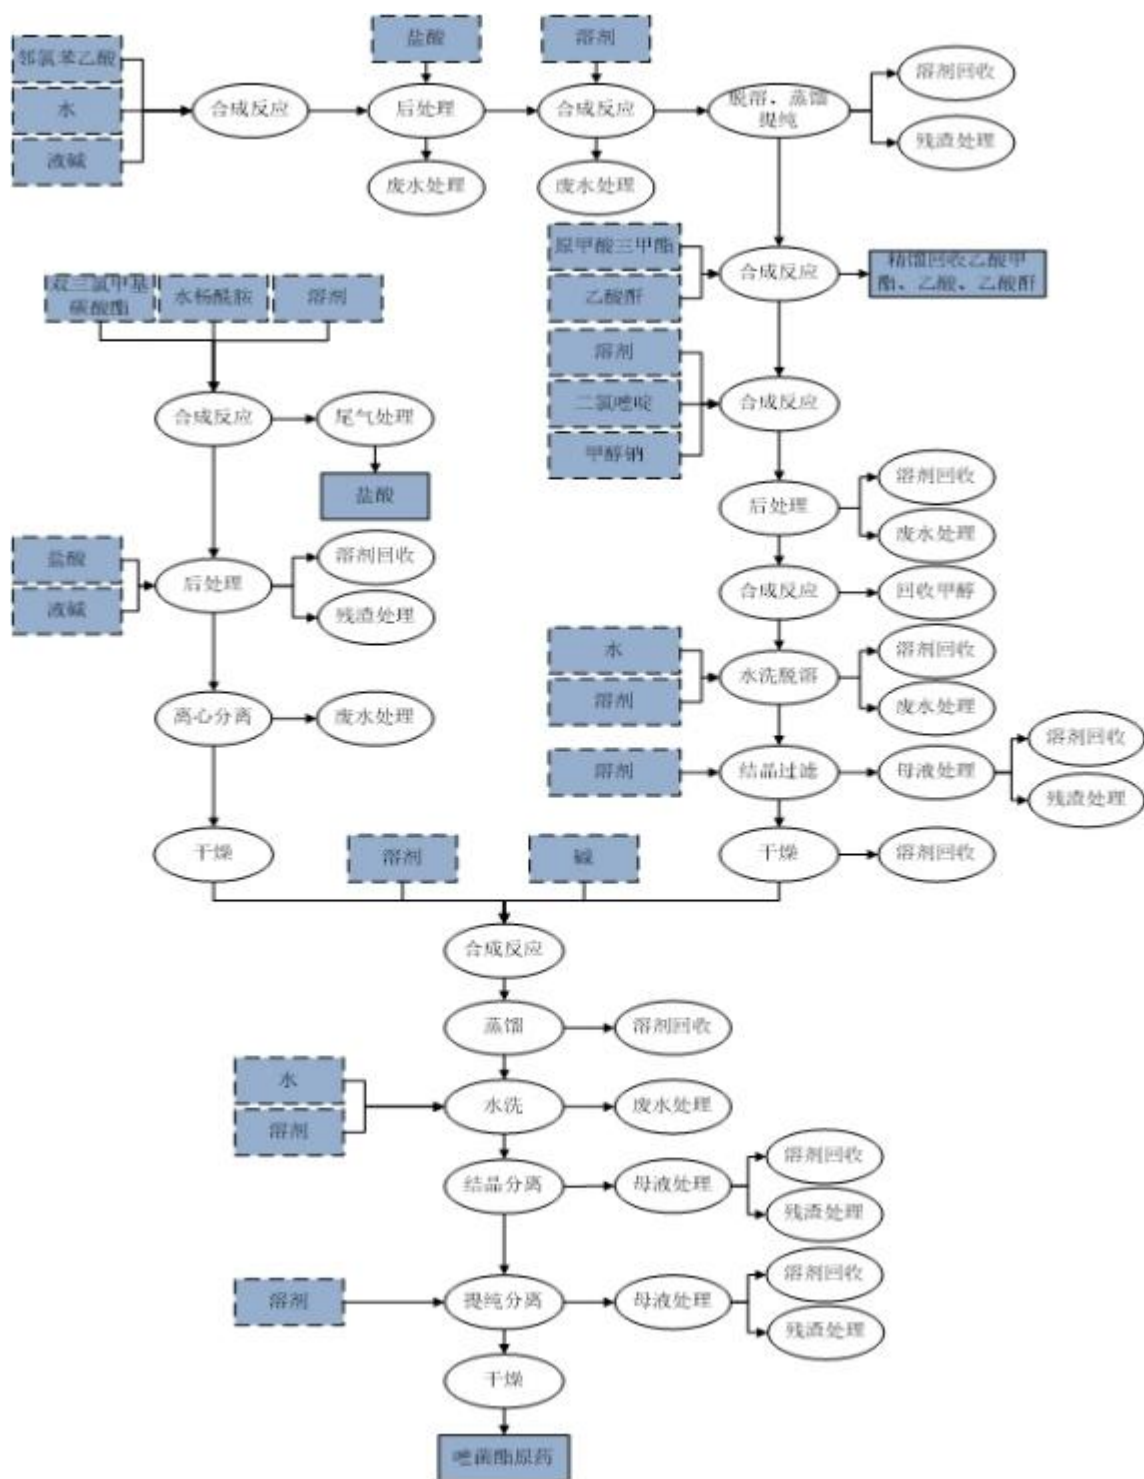 盐酸
溶剂
邻氯苯乙酸
溶剂回收
水
合成反应
后处理
合成反应
脱溶、蒸馏
提纯
残渣处理
液碱
废水处理
废水处理
原甲酸三甲酯
合成反应
精馏回收乙酸甲
酯、乙酸、乙酸酐
乙酸酐
双三氯甲基
碳酸酯
水杨酰胺
溶剂
溶剂
二氯嘧啶
合成反应
甲醇钠
合成反应
尾气处理
盐酸
后处理
溶剂回收
废水处理
盐酸
液碱
后处理
溶剂回收
残渣处理
合成反应
回收甲醇
水
溶剂
水洗脱溶
溶剂回收
废水处理
离心分离
废水处理
溶剂
结晶过滤
母液处理
溶剂回收
残渣处理
干燥
溶剂
碱
干燥
溶剂回收
合成反应
蒸馏
溶剂回收
水
溶剂
水洗
废水处理
结晶分离
母液处理
溶剂回收
残渣处理
溶剂
提纯分离
母液处理
溶剂回收
残渣处理
干燥
嘧菌酯原药